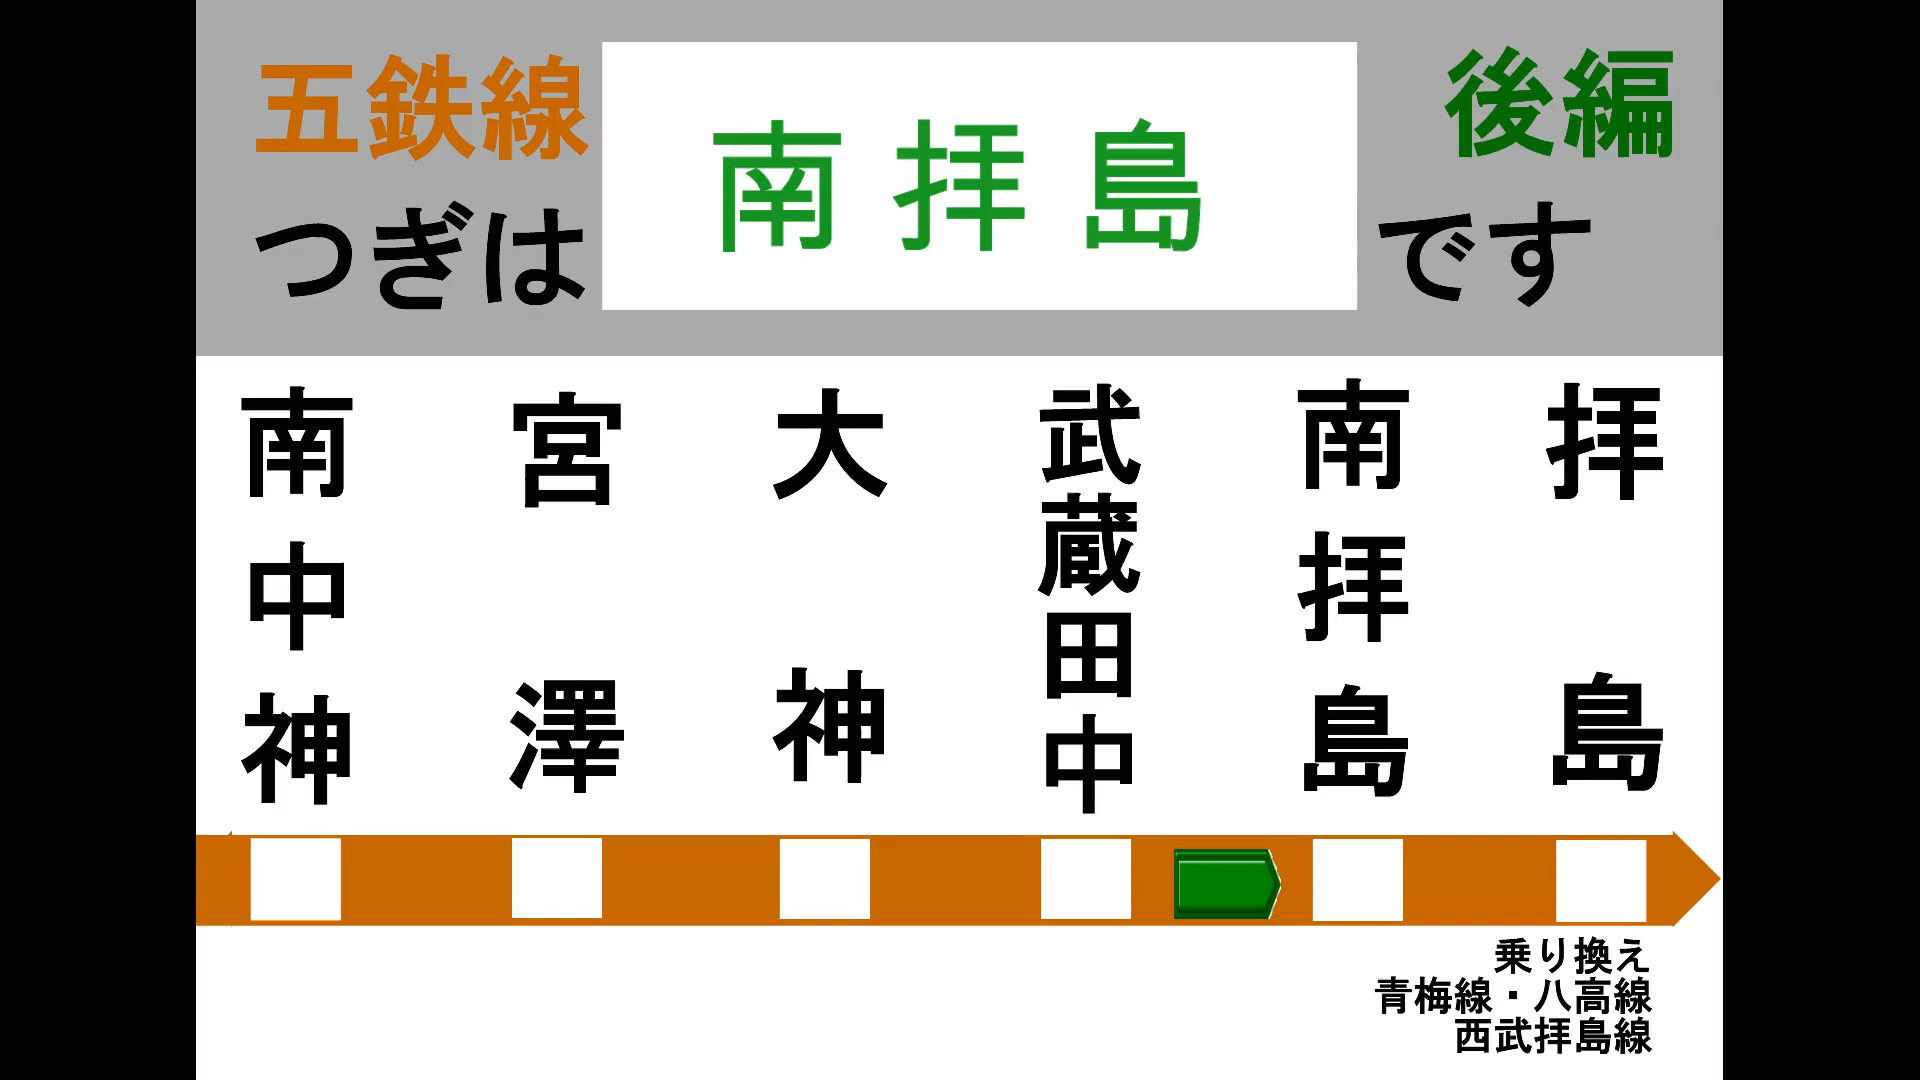 五鉄線
後編
つぎは
南拝島
です
南中神
宮澤
大神
武蔵田中
南拝島
拝島
乗り換え
青梅線・八高線
西武拝島線